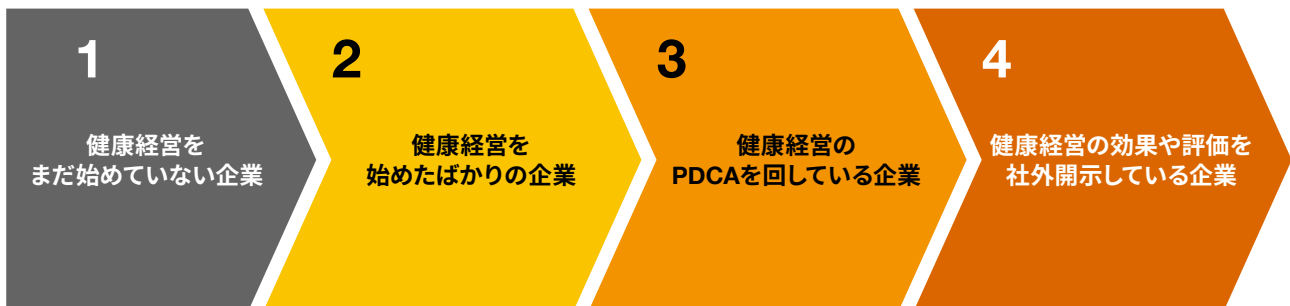 1
健康経営を
まだ始めていない企業
2
健康経営を
始めたばかりの企業
3
健康経営の
PDCAを回している企業
4
健康経営の効果や評価を
社外開示している企業